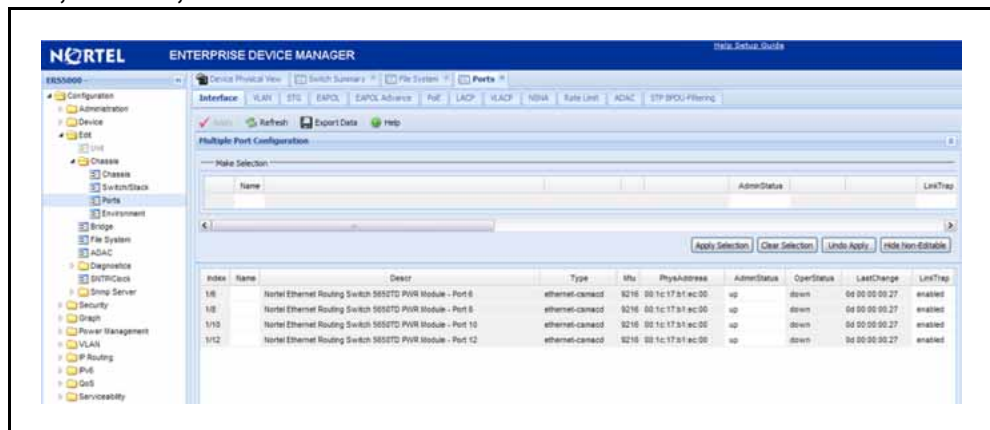 NORTEL ENTERPRISE DEVICE MANAGER Help Setup Guide
ERS5000 - Device Physical View Switch Summary File System Ports
Configuration
Administration
Device
Edit
Unit
Chassis
Chassis
Switch/Stack
Ports
Environment
Bridge
File System
ADAC
Diagnostics
SNTP/Clock
Snmp Server
Security
Graph
Power Management
VLAN
IP Routing
IPv6
QoS
Serviceability
Interface VLAN STG EAPOL EAPOL Advance PoE LACP VLACP NSNA Rate Limit ADAC STP BPDU-Filtering
Apply Refresh Export Data Help
Multiple Port Configuration
Make Selection
Name AdminStatus LinkTrap
Apply Selection Clear Selection Undo Apply Hide Non-Editable
Index Name Descr Type Mtu PhysAddress AdminStatus OperStatus LastChange LinkTrap
1/6 Nortel Ethernet Routing Switch 5650TD PWR Module - Port 6 ethernet-csmacd 9216 00:1c:17:b1:ec:00 up down 0d 00:00:00.27 enabled
1/8 Nortel Ethernet Routing Switch 5650TD PWR Module - Port 8 ethernet-csmacd 9216 00:1c:17:b1:ec:00 up down 0d 00:00:00.27 enabled
1/10 Nortel Ethernet Routing Switch 5650TD PWR Module - Port 10 ethernet-csmacd 9216 00:1c:17:b1:ec:00 up down 0d 00:00:00.27 enabled
1/12 Nortel Ethernet Routing Switch 5650TD PWR Module - Port 12 ethernet-csmacd 9216 00:1c:17:b1:ec:00 up down 0d 00:00:00.27 enabled